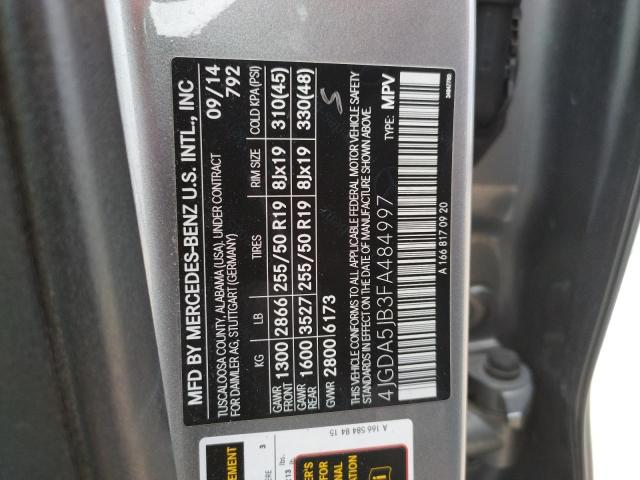 MFD BY MERCEDES-BENZ U.S. INTL., INC
TUSCALOOSA COUNTY, ALABAMA (USA), UNDER CONTRACT
FOR DAIMLER AG, STUTTGART (GERMANY)
09/14
792
KG LB TIRES RIM SIZE COLD KPA(PSI)
GAWR FRONT 1300 2866 255/50 R19 8Jx19 310(45)
GAWR REAR 1600 3527 255/50 R19 8Jx19 330(48)
GVWR 2800 6173
S
THIS VEHICLE CONFORMS TO ALL APPLICABLE FEDERAL MOTOR VEHICLE SAFETY
STANDARDS IN EFFECT ON THE DATE OF MANUFACTURE SHOWN ABOVE.
4JGDA5JB3FA484997 TYPE: MPV
A 166 817 09 20
A 166 584 84 15